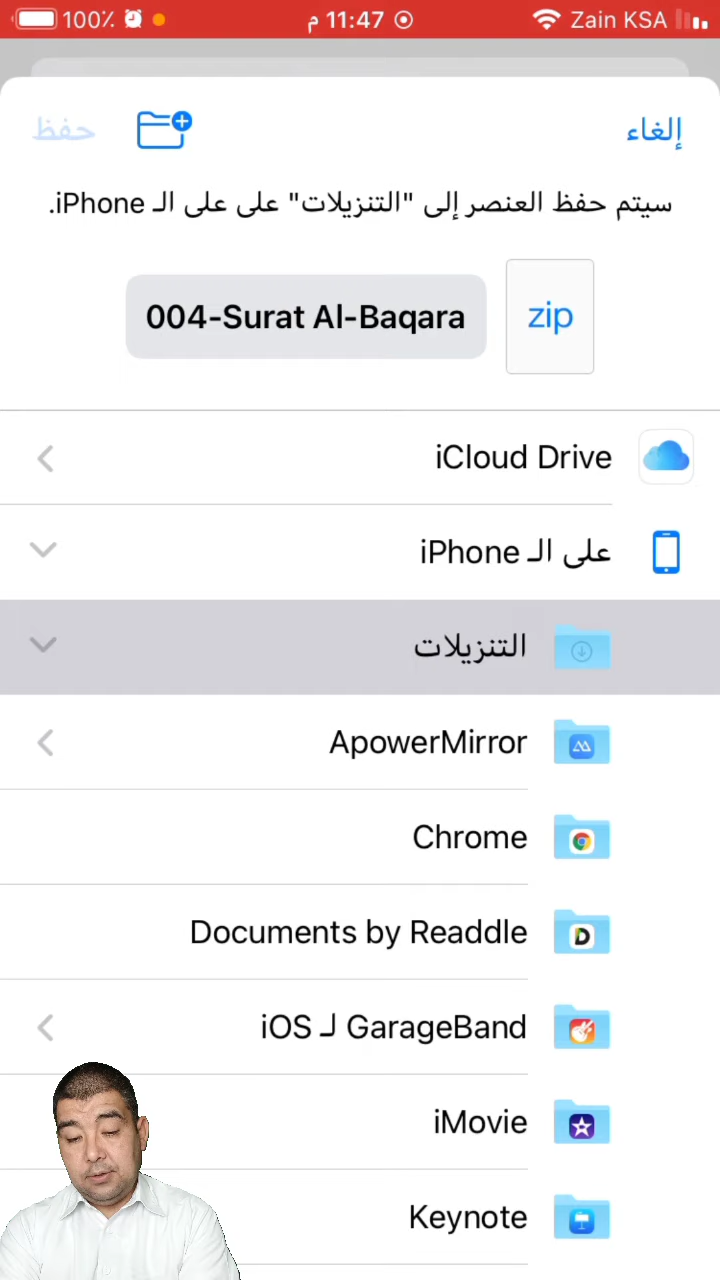 100٪ 11:47 م Zain KSA
إلغاء حفظ
سيتم حفظ العنصر إلى "التنزيلات" على على الـ iPhone.
zip 004-Surat Al-Baqara
iCloud Drive
على الـ iPhone
التنزيلات
ApowerMirror
Chrome
Documents by Readdle
GarageBand لـ iOS
iMovie
Keynote